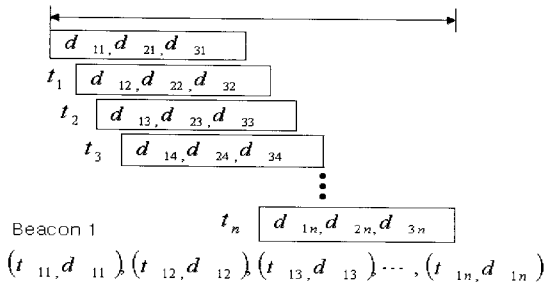 d 11, d 21, d 31
t 1 d 12, d 22, d 32
t 2 d 13, d 23, d 33
t 3 d 14, d 24, d 34
t n d 1n, d 2n, d 3n
Beacon 1
(t 11, d 11), (t 12, d 12), (t 13, d 13), ..., (t 1n, d 1n)